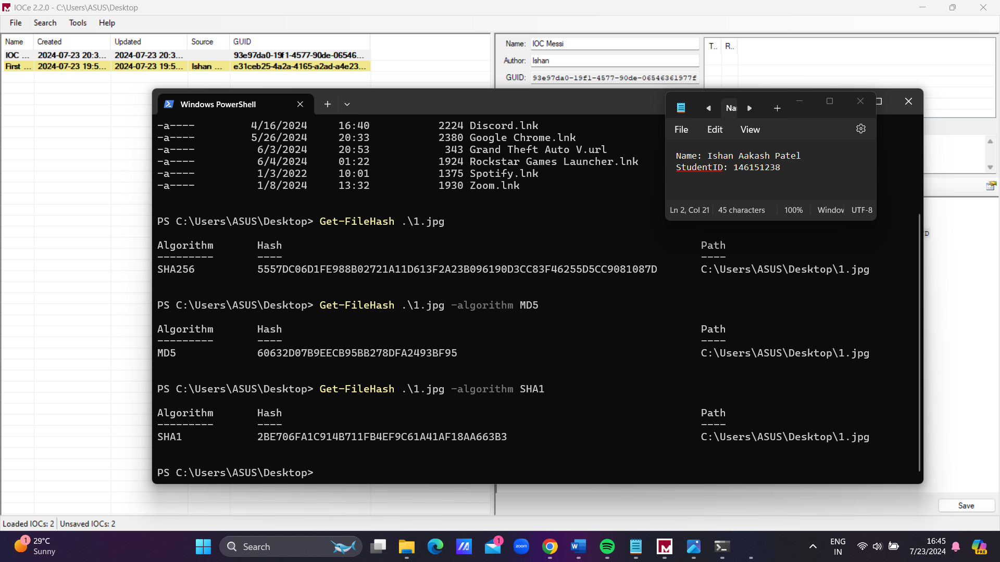 IOCe 2.2.0 - C:\Users\ASUS\Desktop
File Search Tools Help
Name Created Updated Source GUID
IOC ... 2024-07-23 20:3... 2024-07-23 20:3... 93e97da0-19f1-4577-90de-06546...
First ... 2024-07-23 19:5... 2024-07-23 19:5... Ishan ... e31ceb25-4a2a-4165-a2ad-a4e23...
Name: IOC Messi
Author: Ishan
GUID: 93e97da0-19f1-4577-90de-06546361977f
T.. R..
Windows PowerShell
-a---- 4/16/2024 16:40 2224 Discord.lnk
-a---- 5/26/2024 20:33 2380 Google Chrome.lnk
-a---- 6/3/2024 20:53 343 Grand Theft Auto V.url
-a---- 6/4/2024 01:22 1924 Rockstar Games Launcher.lnk
-a---- 1/3/2022 10:01 1375 Spotify.lnk
-a---- 1/8/2024 13:32 1930 Zoom.lnk
PS C:\Users\ASUS\Desktop> Get-FileHash .\1.jpg
Algorithm Hash Path
--------- ---- ----
SHA256 5557DC06D1FE988B02721A11D613F2A23B096190D3CC83F46255D5CC9081087D C:\Users\ASUS\Desktop\1.jpg
PS C:\Users\ASUS\Desktop> Get-FileHash .\1.jpg -algorithm MD5
Algorithm Hash Path
--------- ---- ----
MD5 60632D07B9EECB95BB278DFA2493BF95 C:\Users\ASUS\Desktop\1.jpg
PS C:\Users\ASUS\Desktop> Get-FileHash .\1.jpg -algorithm SHA1
Algorithm Hash Path
--------- ---- ----
SHA1 2BE706FA1C914B711FB4EF9C61A41AF18AA663B3 C:\Users\ASUS\Desktop\1.jpg
PS C:\Users\ASUS\Desktop>
Nar
File Edit View
Name: Ishan Aakash Patel
StudentID: 146151238
Ln 2, Col 21 45 characters 100% Window UTF-8
Save
Loaded IOCs: 2 Unsaved IOCs: 2
1
29°C
Sunny
Search
1
zoom
W
ENG
IN
16:45
7/23/2024
PRE